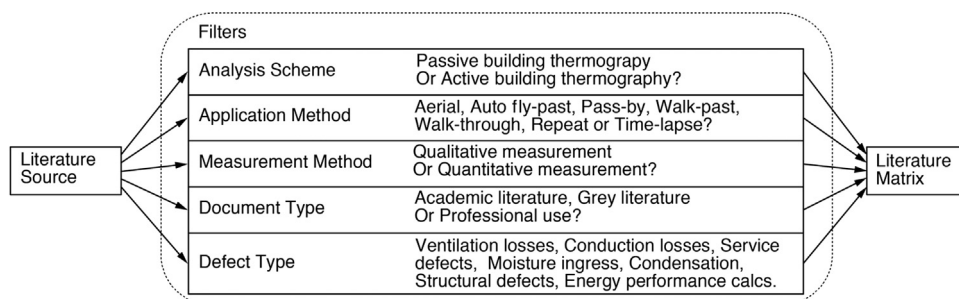 Filters
Literature
Source
Analysis Scheme
Passive building thermograpy
Or Active building thermography?
Application Method
Aerial, Auto fly-past, Pass-by, Walk-past,
Walk-through, Repeat or Time-lapse?
Measurement Method
Qualitative measurement
Or Quantitative measurement?
Document Type
Academic literature, Grey literature
Or Professional use?
Defect Type
Ventilation losses, Conduction losses, Service
defects, Moisture ingress, Condensation,
Structural defects, Energy performance calcs.
Literature
Matrix